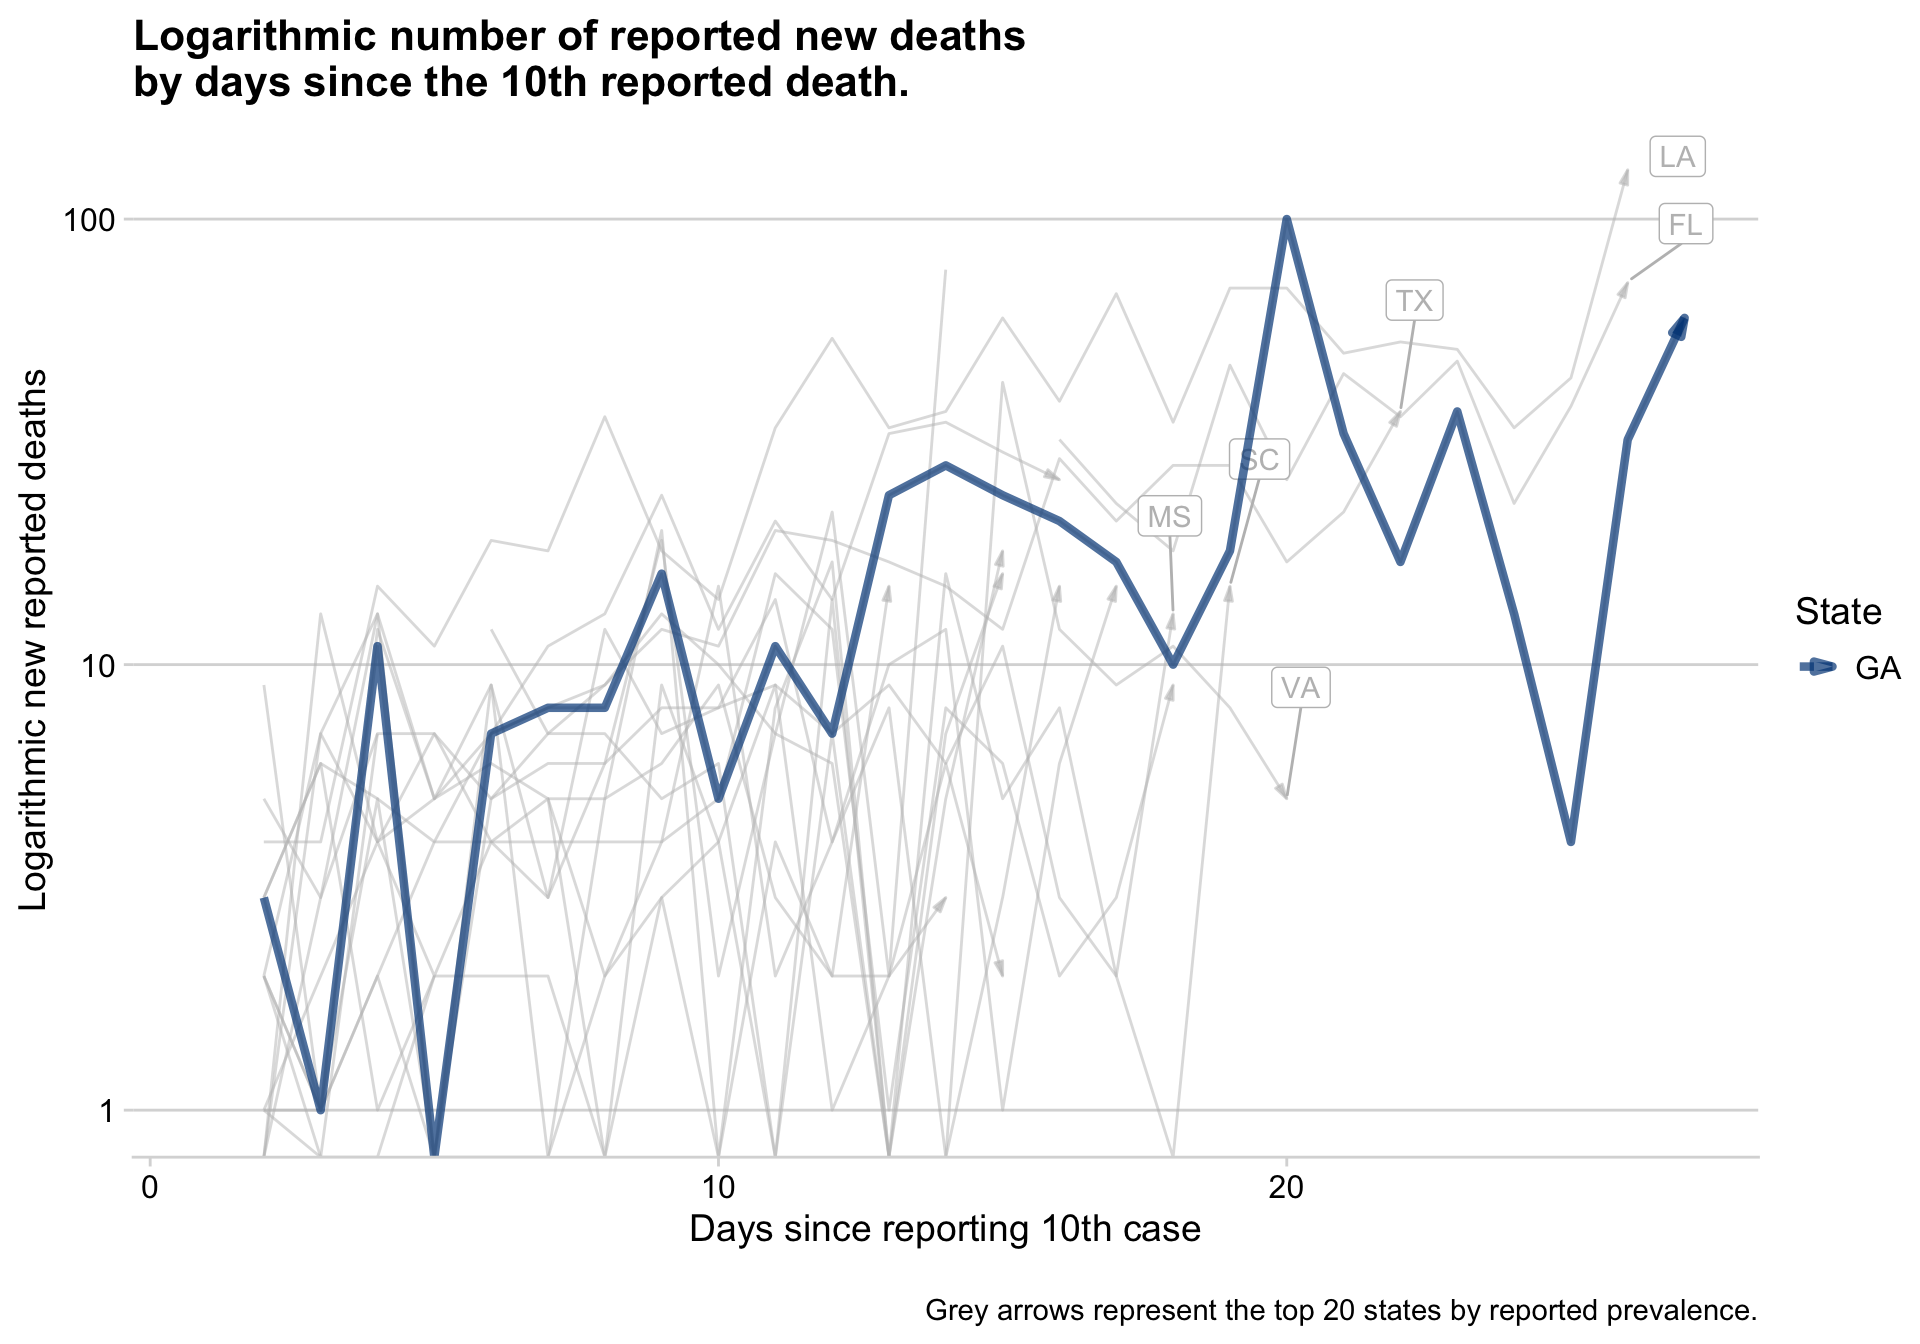 Logarithmic number of reported new deaths
by days since the 10th reported death.
LA
100
FL
TX
SC
MS
State
GA
10
VA
Logarithmic new reported deaths
1
0
10
20
Days since reporting 10th case
Grey arrows represent the top 20 states by reported prevalence.